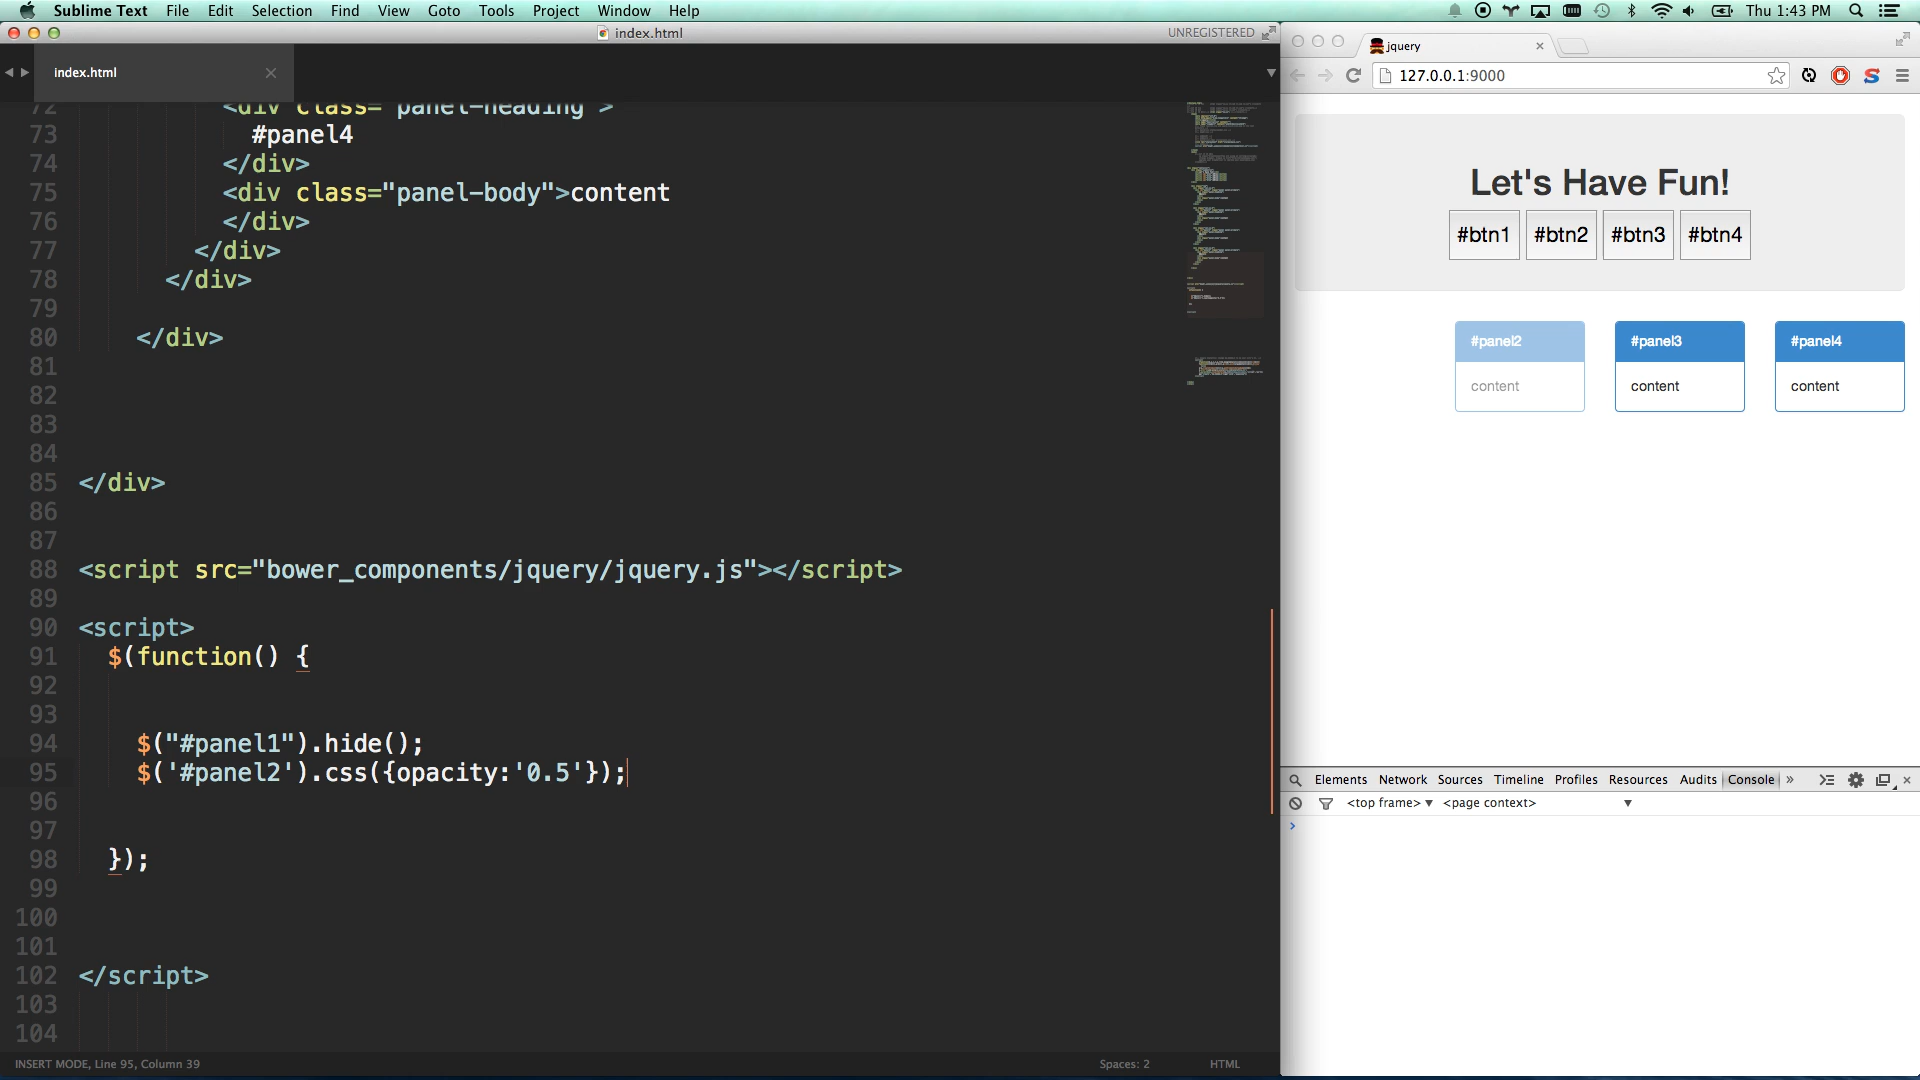 Sublime Text File Edit Selection Find View Goto Tools Project Window Help
Thu 1:43 PM
index.html
UNREGISTERED
index.html
72 <div class="panel-heading">
73 #panel4
74 </div>
75 <div class="panel-body">content
76 </div>
77 </div>
78 </div>
79
80 </div>
81
82
83
84
85 </div>
86
87
88 <script src="bower_components/jquery/jquery.js"></script>
89
90 <script>
91 $(function() {
92
93
94 $("#panel1").hide();
95 $('#panel2').css({opacity:'0.5'});
96
97
98 });
99
100
101
102 </script>
103
104
INSERT MODE, Line 95, Column 39
Spaces: 2
HTML
jquery
127.0.0.1:9000
Let's Have Fun!
#btn1 #btn2 #btn3 #btn4
#panel2 #panel3 #panel4
content content content
Elements Network Sources Timeline Profiles Resources Audits Console »
<top frame> ▼ <page context> ▼
>